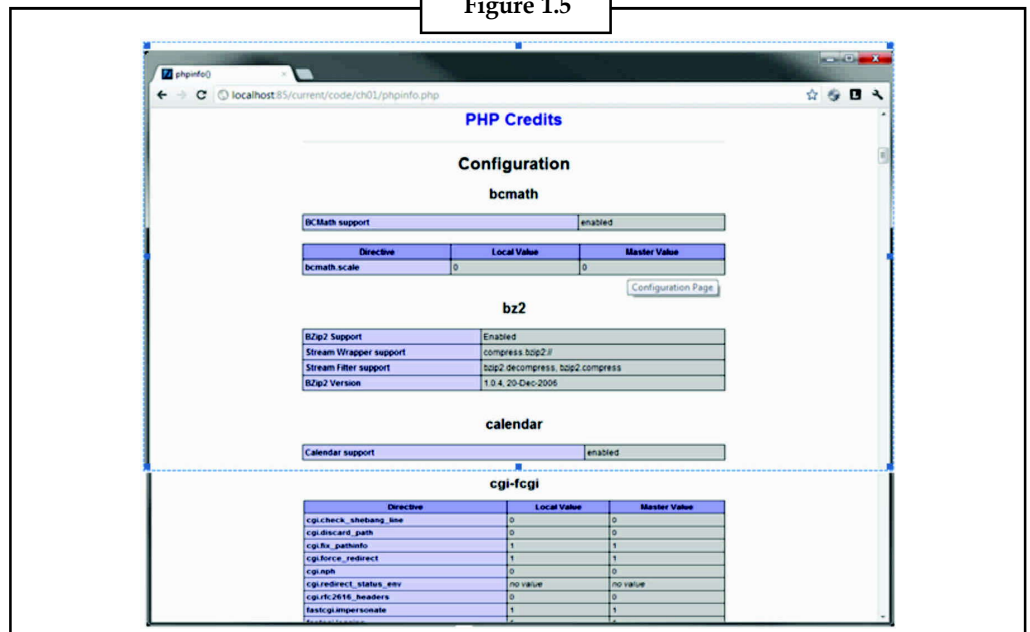 Figure 1.5
phpinfo()
localhost:85/current/code/ch01/phpinfo.php
PHP Credits
Configuration
bcmath
BCMath support enabled
Directive Local Value Master Value
bcmath.scale 0 0
Configuration Page
bz2
BZip2 Support Enabled
Stream Wrapper support compress.bzip2://
Stream Filter support bzip2.decompress, bzip2.compress
BZip2 Version 1.0.4, 20-Dec-2006
calendar
Calendar support enabled
cgi-fcgi
Directive Local Value Master Value
cgi.check_shebang_line 0 0
cgi.discard_path 0 0
cgi.fix_pathinfo 1 1
cgi.force_redirect 1 1
cgi.nph 0 0
cgi.redirect_status_env no value no value
cgi.rfc2616_headers 0 0
fastcgi.impersonate 1 1